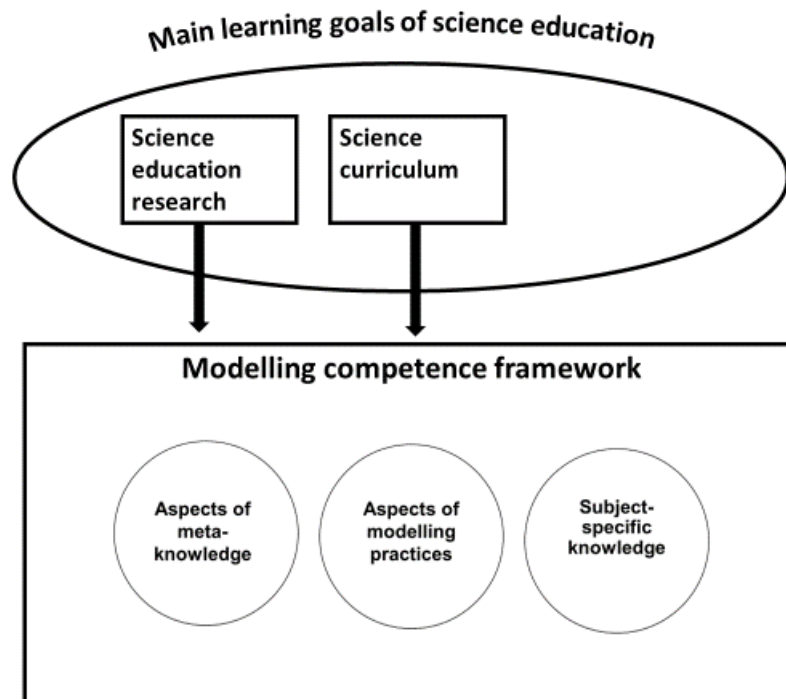 Main learning goals of science education
Science
education
research
Science
curriculum
Modelling competence framework
Aspects of
meta-
knowledge
Aspects of
modelling
practices
Subject-
specific
knowledge